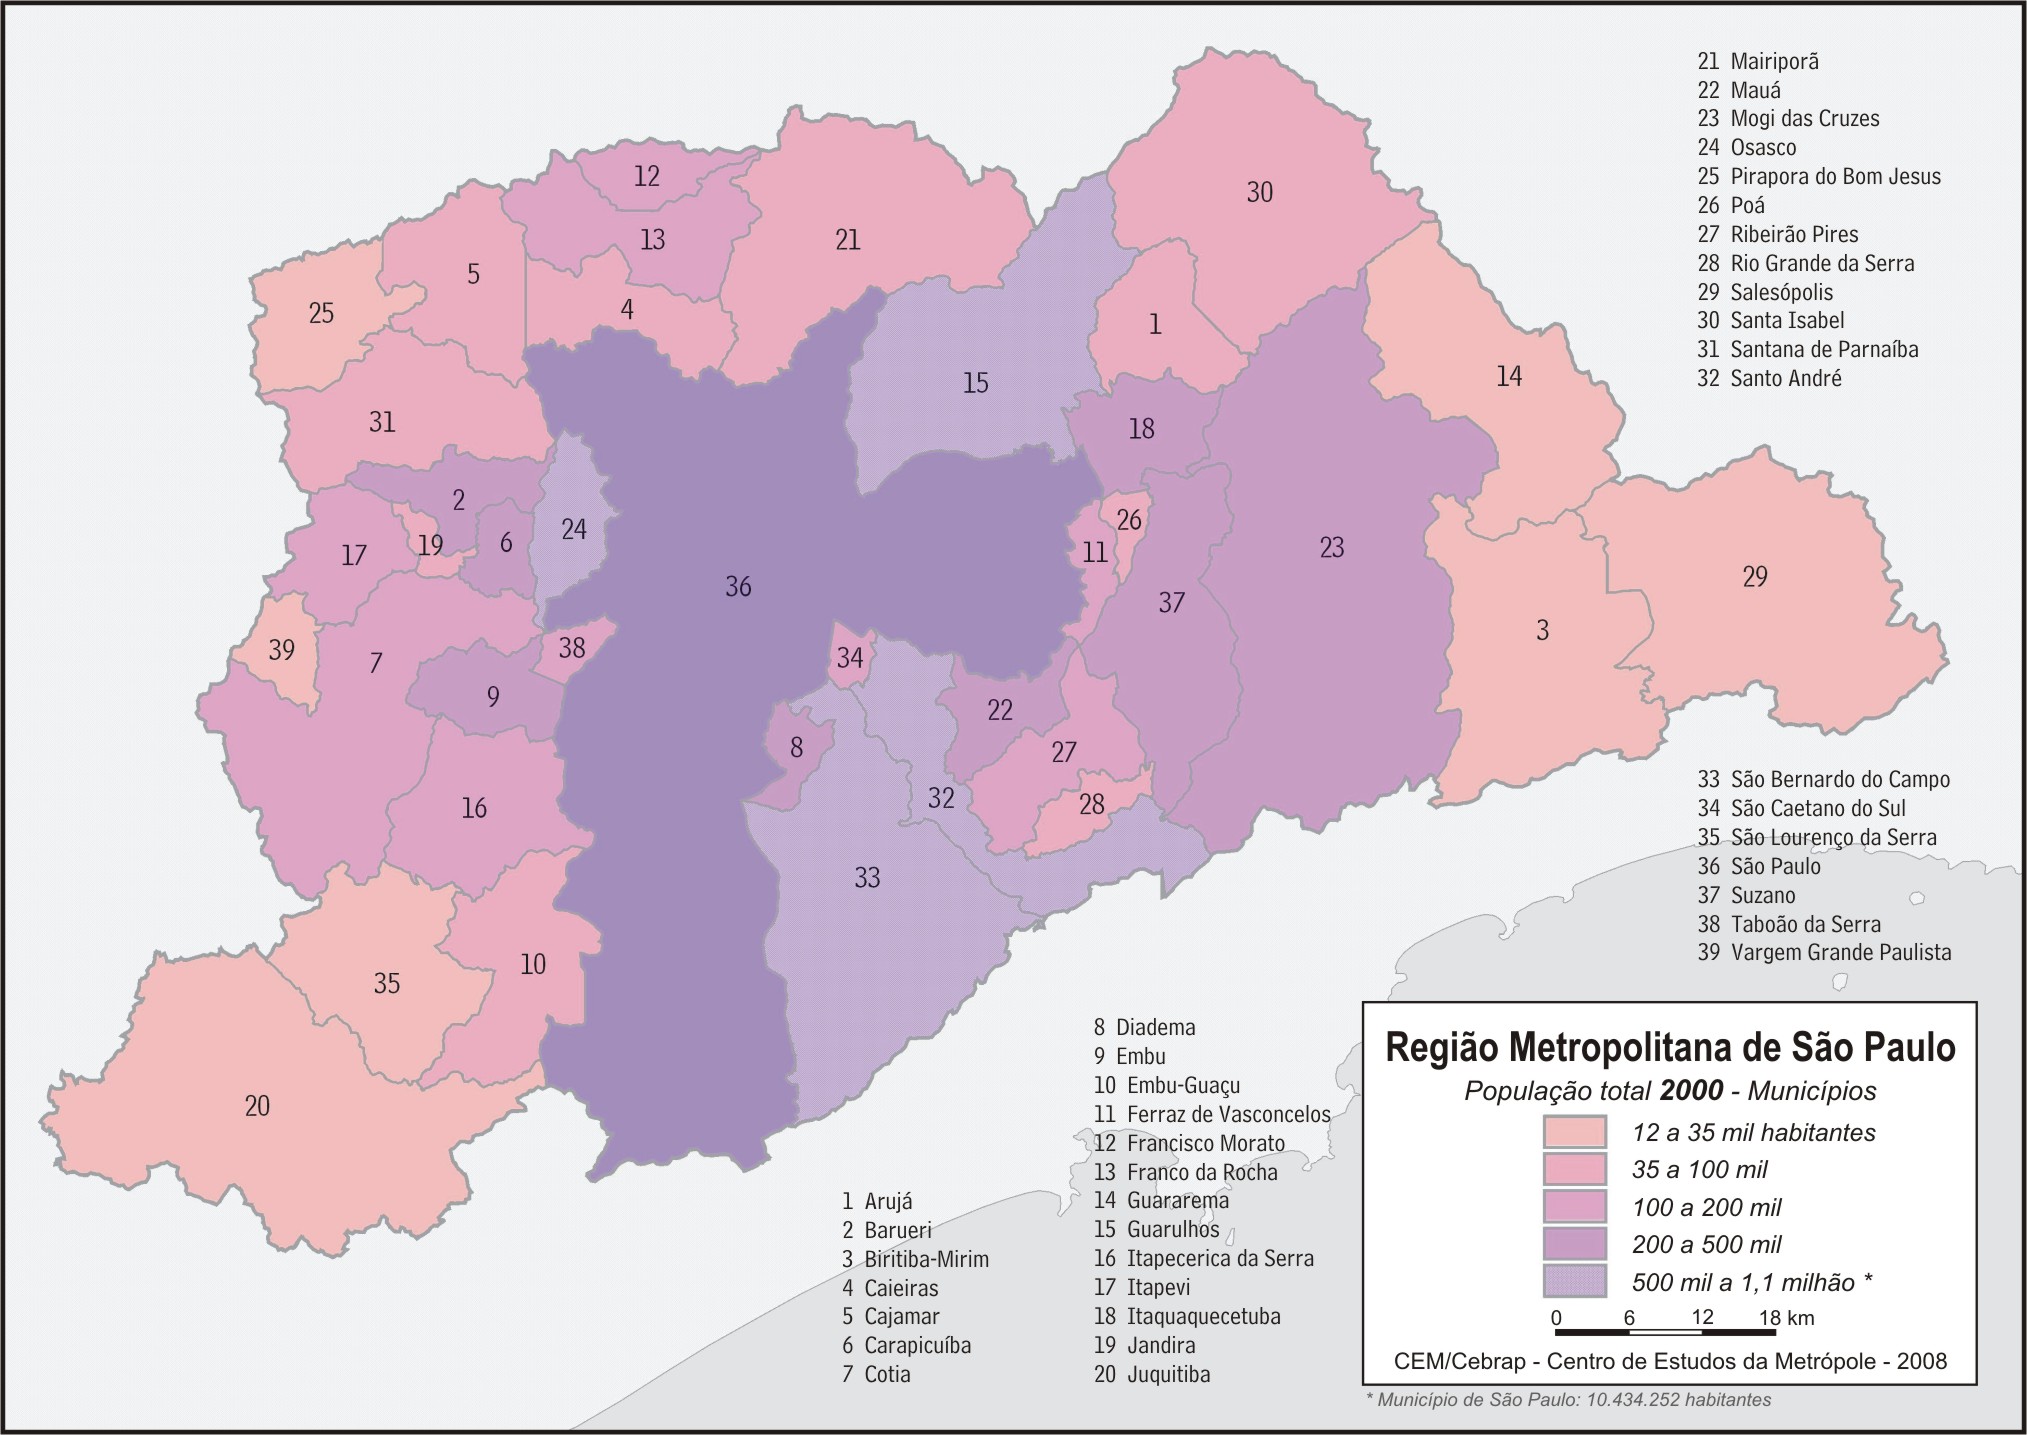 21 Mairiporã
22 Mauá
23 Mogi das Cruzes
24 Osasco
25 Pirapora do Bom Jesus
26 Poá
27 Ribeirão Pires
28 Rio Grande da Serra
29 Salesópolis
30 Santa Isabel
31 Santana de Parnaíba
32 Santo André
12
30
13
21
5
25
4
1
14
15
31
18
2
26
24
6
19
11
17
23
29
36
37
3
39
38
34
7
9
22
8
27
32
28
16
33
10
35
20
33 São Bernardo do Campo
34 São Caetano do Sul
35 São Lourenço da Serra
36 São Paulo
37 Suzano
38 Taboão da Serra
39 Vargem Grande Paulista
8 Diadema
9 Embu
10 Embu-Guaçu
11 Ferraz de Vasconcelos
12 Francisco Morato
13 Franco da Rocha
14 Guararema
15 Guarulhos
16 Itapecerica da Serra
17 Itapevi
18 Itaquaquecetuba
19 Jandira
20 Juquitiba
1 Arujá
2 Barueri
3 Biritiba-Mirim
4 Caieiras
5 Cajamar
6 Carapicuíba
7 Cotia
Região Metropolitana de São Paulo
População total 2000 - Municípios
12 a 35 mil habitantes
35 a 100 mil
100 a 200 mil
200 a 500 mil
500 mil a 1,1 milhão *
0 6 12 18 km
CEM/Cebrap - Centro de Estudos da Metrópole - 2008
* Município de São Paulo: 10.434.252 habitantes